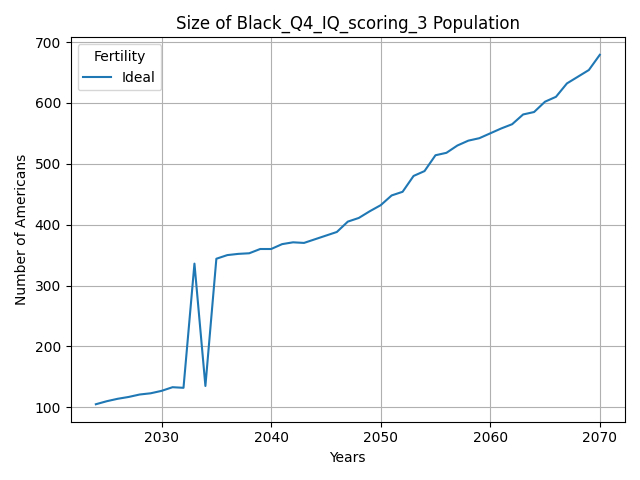 Size of Black_Q4_IQ_scoring_3 Population
Number of Americans
700
600
500
400
300
200
100
Fertility
Ideal
2030 2040 2050 2060 2070
Years